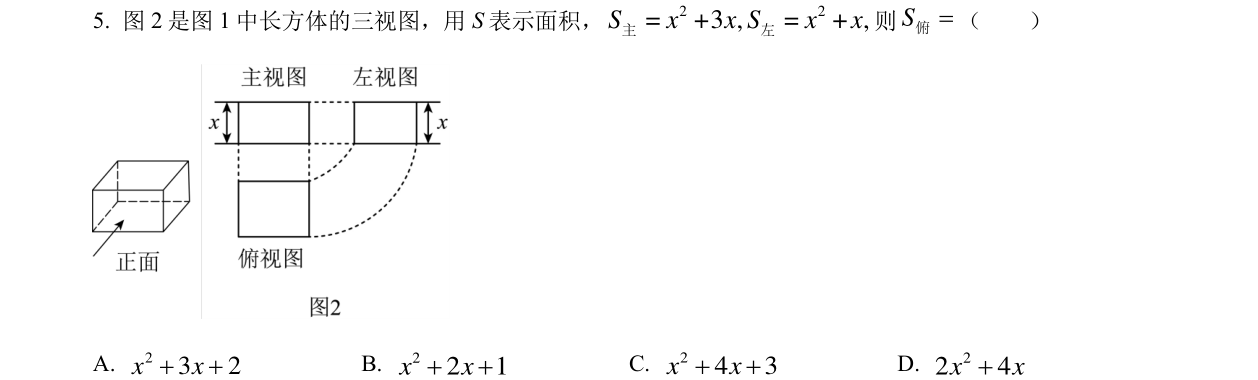 5. 图 2 是图 1 中长方体的三视图，用 S 表示面积， S主 = x² +3x, S左 = x² +x, 则 S俯 =（ ）
主视图 左视图
x x
正面
俯视图
图2
A. x² +3x+2 B. x² +2x+1 C. x² +4x+3 D. 2x² +4x